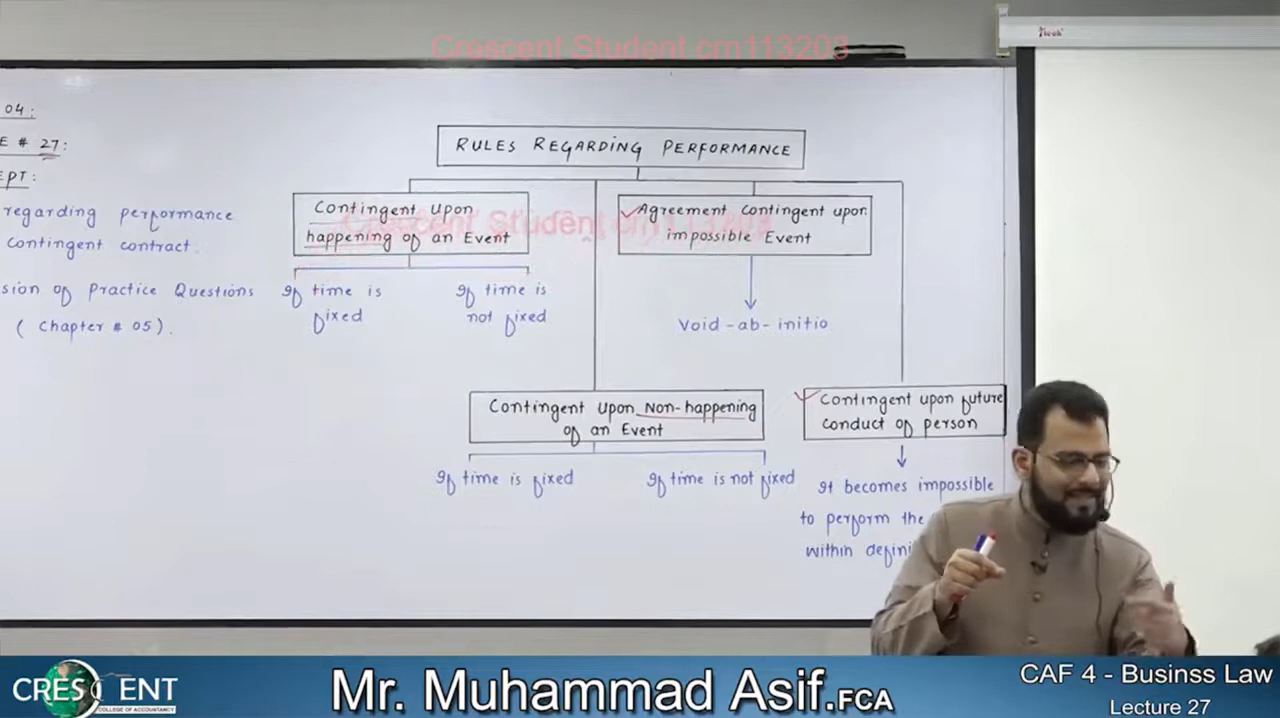 Crescent Student crn113203
04:
E # 27:
EPT:
regarding performance
contingent contract.
sion of Practice Questions
( Chapter # 05 ).
RULES REGARDING PERFORMANCE
Contingent Upon
happening of an Event
If time is
fixed
If time is
not fixed
Agreement Contingent upon
impossible Event
Void-ab-initio
Crescent Student crn113203
Contingent Upon Non-happening
of an Event
If time is fixed
If time is not fixed
Contingent upon future
Conduct of person
It becomes impossible
to perform the
within defini
CRESCENT
COLLEGE OF ACCOUNTANCY
Mr. Muhammad Asif.FCA
CAF 4 - Businss Law
Lecture 27